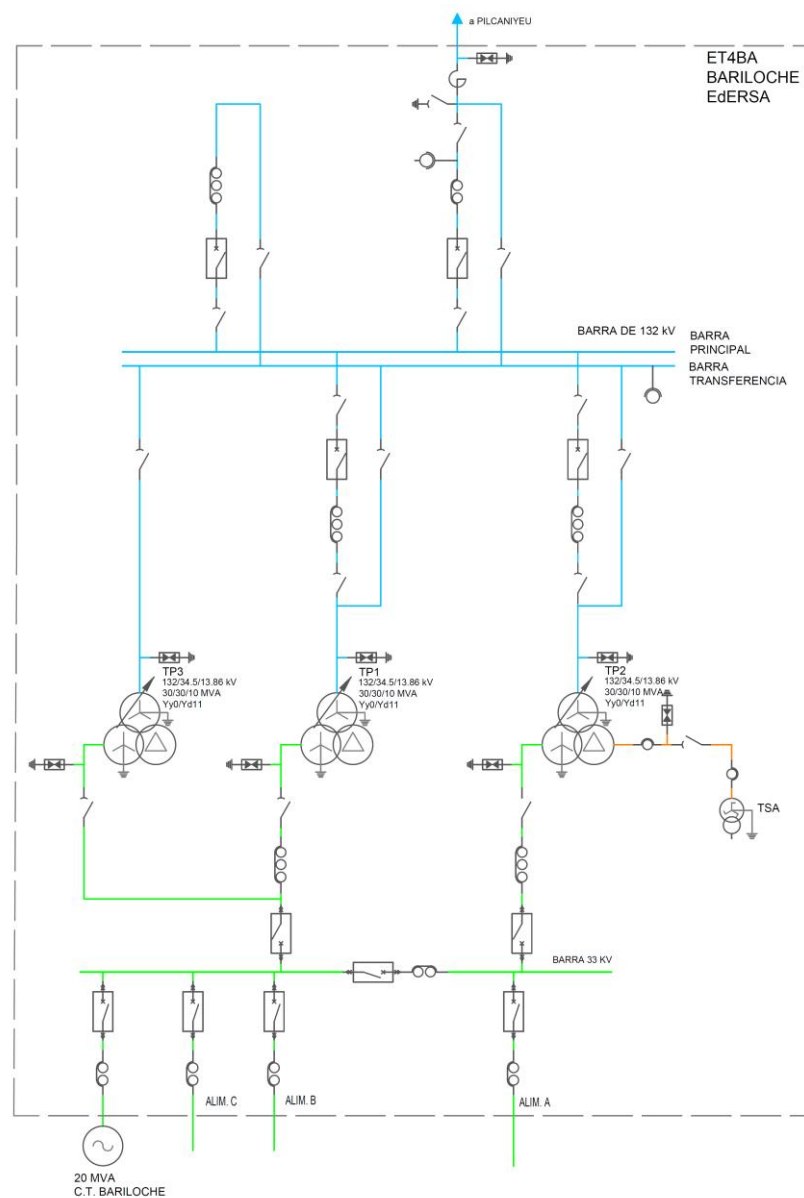 a PILCANIYEU
ET4BA
BARILOCHE
EdERSA
BARRA DE 132 kV
BARRA
PRINCIPAL
BARRA
TRANSFERENCIA
TP3
132/34.5/13.86 kV
30/30/10 MVA
Yy0/Yd11
TP1
132/34.5/13.86 kV
30/30/10 MVA
Yy0/Yd11
TP2
132/34.5/13.86 kV
30/30/10 MVA
Yy0/Yd11
TSA
BARRA 33 KV
ALIM. C
ALIM. B
ALIM. A
20 MVA
C.T. BARILOCHE